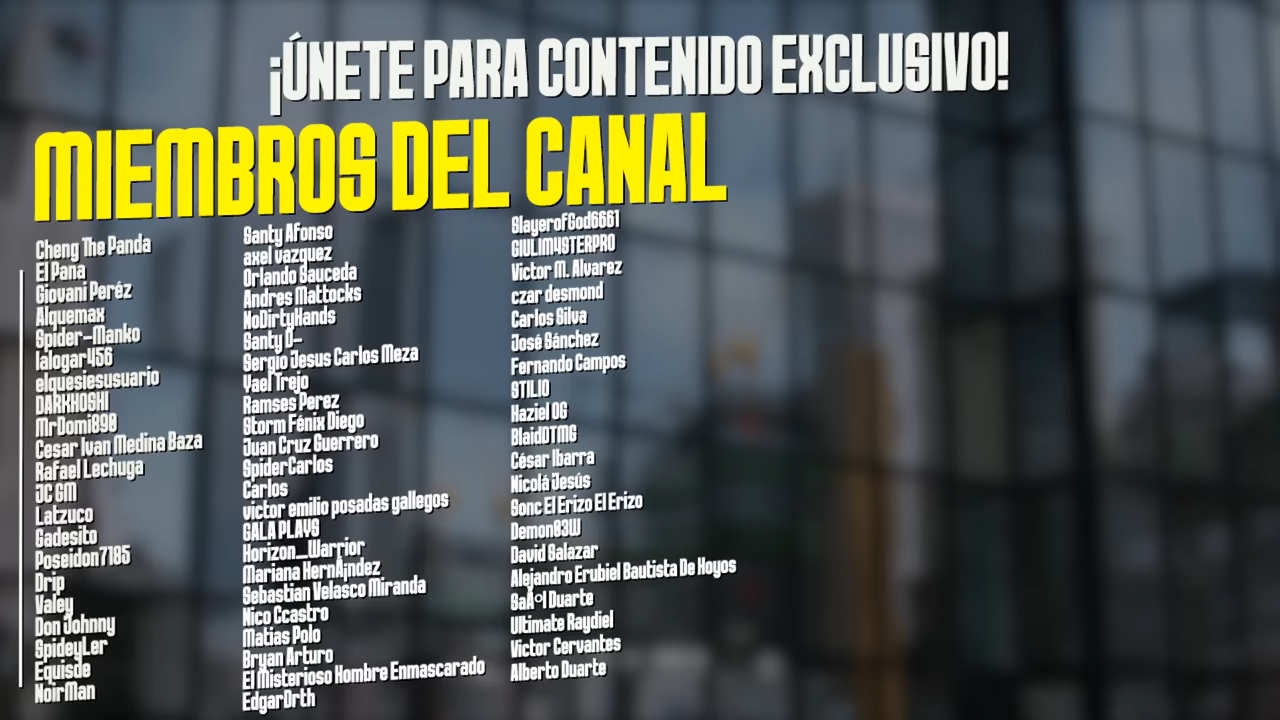 ¡ÚNETE PARA CONTENIDO EXCLUSIVO!
MIEMBROS DEL CANAL
Cheng The Panda
El Pana
Giovani Peréz
Alquemax
Spider-Manko
lalogar456
elquesiesusuario
DARKHOSHI
MrDomi898
Cesar Ivan Medina Baza
Rafael Lechuga
JC GM
Latzuco
Gadesito
Poseidon7185
Drip
Valey
Don Johnny
SpideyLer
Equisde
NoirMan
Santy Afonso
axel vazquez
Orlando Sauceda
Andres Mattocks
NoDirtyHands
Santy D-
Sergio Jesus Carlos Meza
Yael Trejo
Ramses Perez
Storm Fénix Diego
Juan Cruz Guerrero
SpiderCarlos
Carlos
victor emilio posadas gallegos
GALA PLAYS
Horizon_Warrior
Mariana HernÃ¡ndez
Sebastian Velasco Miranda
Nico Ccastro
Matias Polo
Bryan Arturo
El Misterioso Hombre Enmascarado
EdgarDrth
SlayerofGod6661
GIULIM4STERPRO
Victor M. Alvarez
czar desmond
Carlos Silva
José Sánchez
Fernando Campos
STILIO
Haziel OG
BlaidDTMG
César Ibarra
Nicolá Jesús
Sonc El Erizo El Erizo
Demon83W
David Salazar
Alejandro Erubiel Bautista De Hoyos
SaÃºl Duarte
Ultimate Raydiel
Victor Cervantes
Alberto Duarte